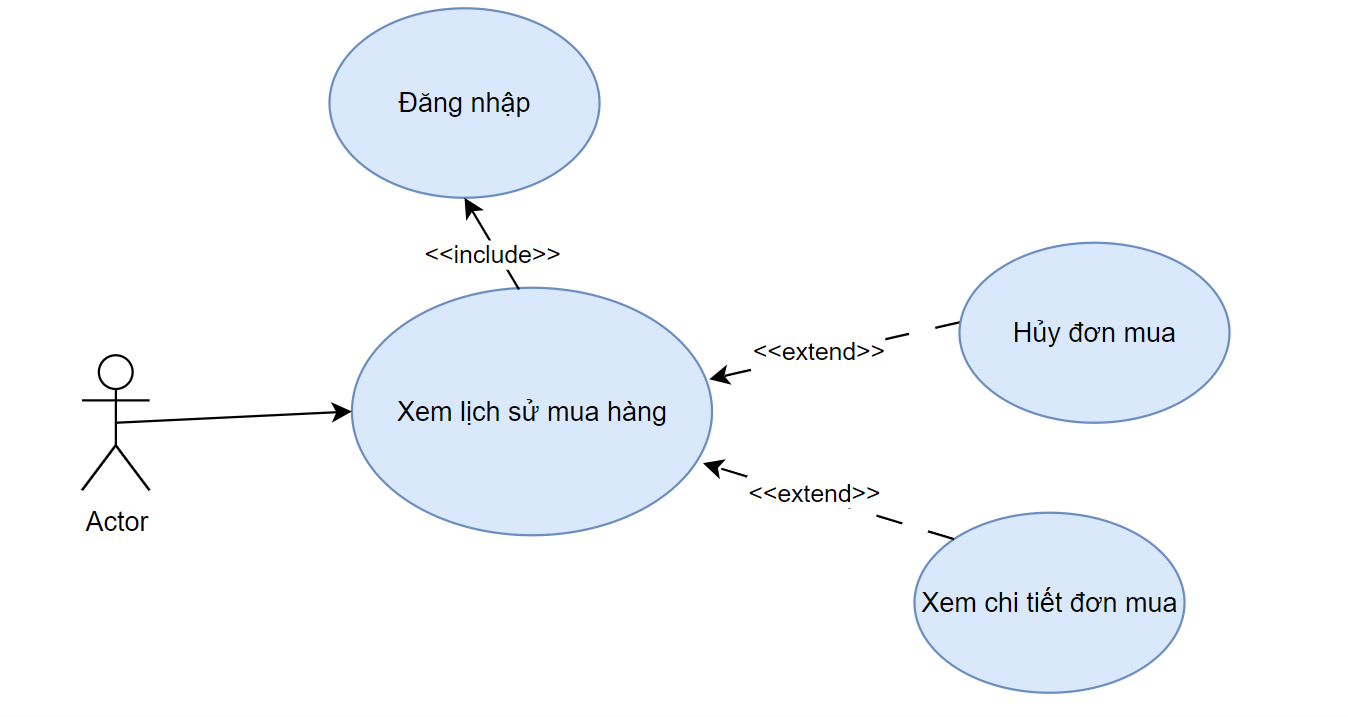 Đăng nhập
<<include>>
Hủy đơn mua
<<extend>>
Xem lịch sử mua hàng
<<extend>>
Actor
Xem chi tiết đơn mua